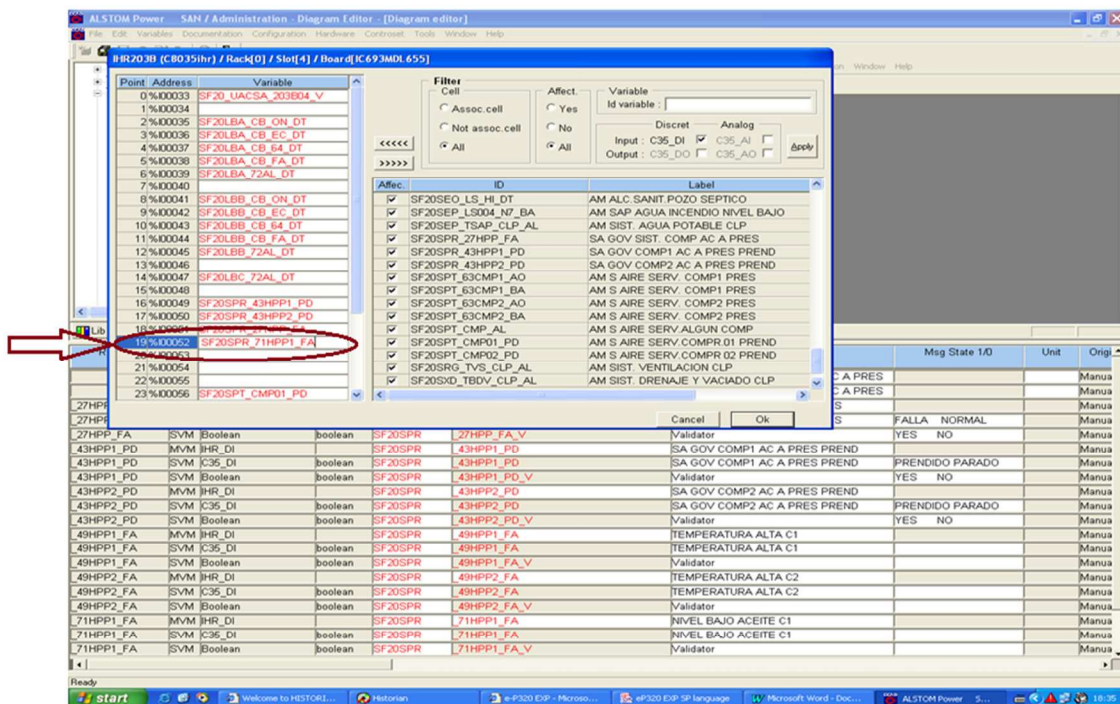 ALSTOM Power SAN / Administration - Diagram Editor - [Diagram editor]
File Edit Variables Documentation Configuration Hardware Controset Tools Window Help
IHR203B (C8035ihr) / Rack[0] / Slot[4] / Board[IC693MDL655]
Window Help
Point Address Variable
0 %I00033 SF20_UACSA_203B04_V
1 %I00034
2 %I00035 SF20LBA_CB_ON_DT
3 %I00036 SF20LBA_CB_EC_DT
4 %I00037 SF20LBA_CB_64_DT
5 %I00038 SF20LBA_CB_FA_DT
6 %I00039 SF20LBA_72AL_DT
7 %I00040
8 %I00041 SF20LBB_CB_ON_DT
9 %I00042 SF20LBB_CB_EC_DT
10 %I00043 SF20LBB_CB_64_DT
11 %I00044 SF20LBB_CB_FA_DT
12 %I00045 SF20LBB_72AL_DT
13 %I00046
14 %I00047 SF20LBC_72AL_DT
15 %I00048
16 %I00049 SF20SPR_43HPP1_PD
17 %I00050 SF20SPR_43HPP2_PD
19 %I00052 SF20SPR_71HPP1_FA
21 %I00054
22 %I00055
23 %I00056 SF20SPT_CMP01_PD
<<<<<
>>>>>
Filter
Cell
Assoc.cell
Not assoc.cell
All
Affect.
Yes
No
All
Variable
Id variable :
Discret Analog
Input : C35_DI C35_AI
Output : C35_DO C35_AO
Apply
Affec. ID Label
SF20SEO_LS_HI_DT AM ALC.SANIT.POZO SEPTICO
SF20SEP_LS004_N7_BA AM SAP AGUA INCENDIO NIVEL BAJO
SF20SEP_TSAP_CLP_AL AM SIST. AGUA POTABLE CLP
SF20SPR_27HPP_FA SA GOV SIST. COMP AC A PRES
SF20SPR_43HPP1_PD SA GOV COMP1 AC A PRES PREND
SF20SPR_43HPP2_PD SA GOV COMP2 AC A PRES PREND
SF20SPT_63CMP1_AO AM S AIRE SERV. COMP1 PRES
SF20SPT_63CMP1_BA AM S AIRE SERV. COMP1 PRES
SF20SPT_63CMP2_AO AM S AIRE SERV. COMP2 PRES
SF20SPT_63CMP2_BA AM S AIRE SERV. COMP2 PRES
SF20SPT_CMP_AL AM S AIRE SERV.ALGUN COMP
SF20SPT_CMP01_PD AM S AIRE SERV.COMPR.01 PREND
SF20SPT_CMP02_PD AM S AIRE SERV.COMPR 02 PREND
SF20SRG_TVS_CLP_AL AM SIST. VENTILACION CLP
SF20SXD_TBDV_CLP_AL AM SIST. DRENAJE Y VACIADO CLP
Cancel Ok
Lib
Msg State 1/0 Unit Origi
C A PRES Manua
C A PRES Manua
_27HPP S Manua
_27HPP S FALLA NORMAL Manua
_27HPP_FA SVM Boolean boolean SF20SPR _27HPP_FA_V Validator YES NO Manua
_43HPP1_PD MVM IHR_DI SF20SPR _43HPP1_PD SA GOV COMP1 AC A PRES PREND Manua
_43HPP1_PD SVM C35_DI boolean SF20SPR _43HPP1_PD SA GOV COMP1 AC A PRES PREND PRENDIDO PARADO Manua
_43HPP1_PD SVM Boolean boolean SF20SPR _43HPP1_PD_V Validator YES NO Manua
_43HPP2_PD MVM IHR_DI SF20SPR _43HPP2_PD SA GOV COMP2 AC A PRES PREND Manua
_43HPP2_PD SVM C35_DI boolean SF20SPR _43HPP2_PD SA GOV COMP2 AC A PRES PREND PRENDIDO PARADO Manua
_43HPP2_PD SVM Boolean boolean SF20SPR _43HPP2_PD_V Validator YES NO Manua
_49HPP1_FA MVM IHR_DI SF20SPR _49HPP1_FA TEMPERATURA ALTA C1 Manua
_49HPP1_FA SVM C35_DI boolean SF20SPR _49HPP1_FA TEMPERATURA ALTA C1 Manua
_49HPP1_FA SVM Boolean boolean SF20SPR _49HPP1_FA_V Validator Manua
_49HPP2_FA MVM IHR_DI SF20SPR _49HPP2_FA TEMPERATURA ALTA C2 Manua
_49HPP2_FA SVM C35_DI boolean SF20SPR _49HPP2_FA TEMPERATURA ALTA C2 Manua
_49HPP2_FA SVM Boolean boolean SF20SPR _49HPP2_FA_V Validator Manua
_71HPP1_FA MVM IHR_DI SF20SPR _71HPP1_FA NIVEL BAJO ACEITE C1 Manua
_71HPP1_FA SVM C35_DI boolean SF20SPR _71HPP1_FA NIVEL BAJO ACEITE C1 Manua
_71HPP1_FA SVM Boolean boolean SF20SPR _71HPP1_FA_V Validator Manua
Ready
start Welcome to HISTORI... Historian e-P320 EXP - Microso... eP320 EXP SP language Microsoft Word - Doc... ALSTOM Power S... 18:35